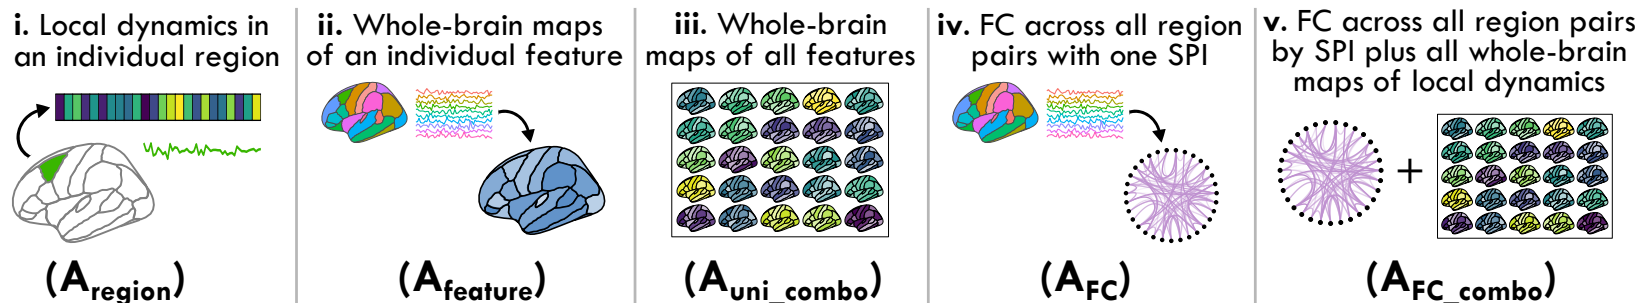 i. Local dynamics in
an individual region
(A_region)
ii. Whole-brain maps
of an individual feature
(A_feature)
iii. Whole-brain
maps of all features
(A_uni_combo)
iv. FC across all region
pairs with one SPI
(A_FC)
v. FC across all region pairs
by SPI plus all whole-brain
maps of local dynamics
+
(A_FC_combo)